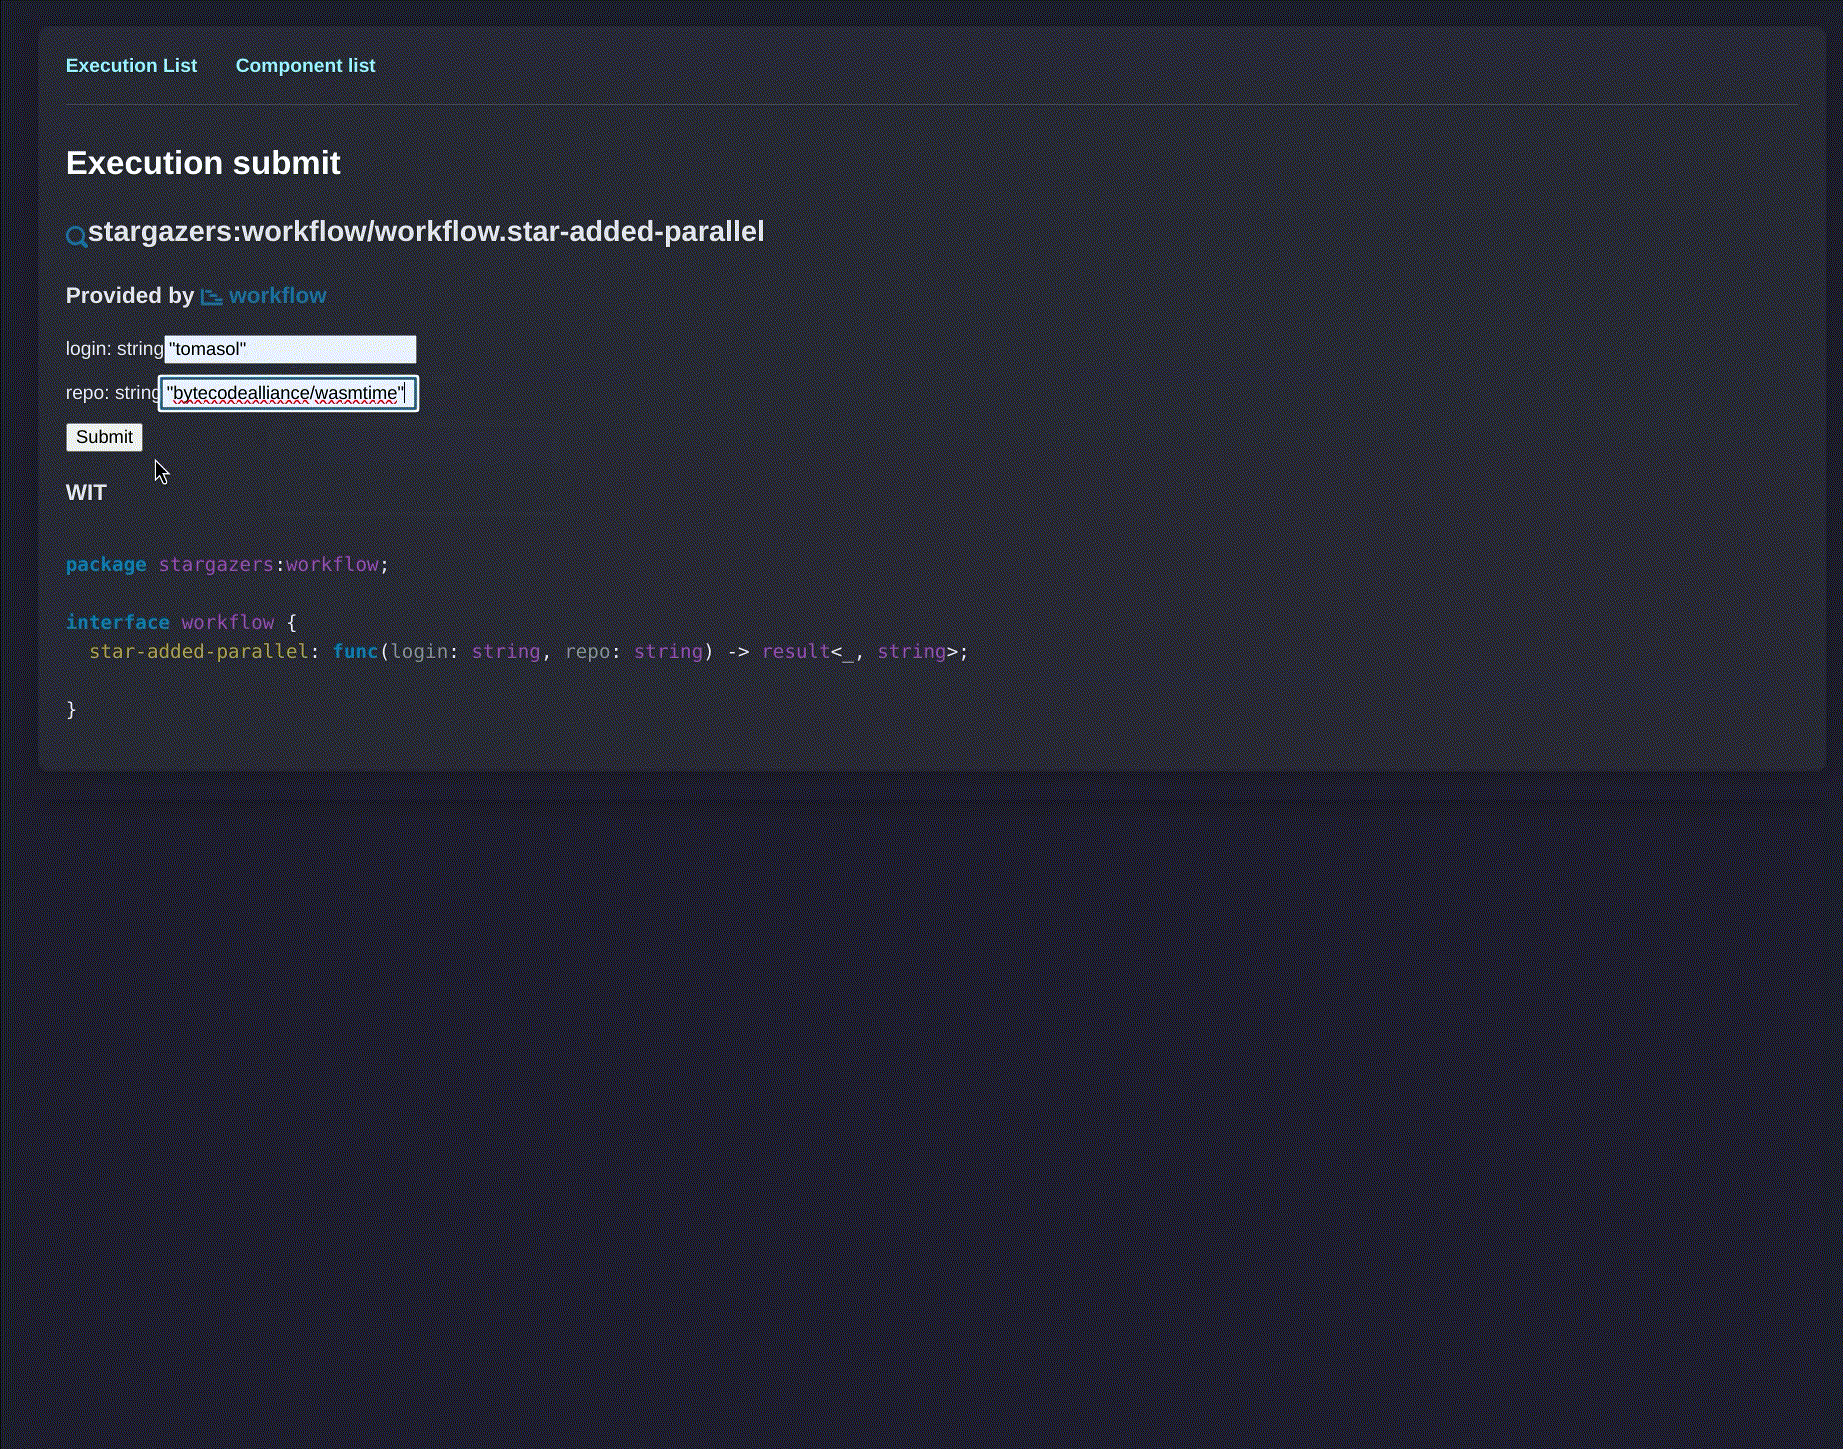 Execution List Component list
Execution submit
stargazers:workflow/workflow.star-added-parallel
Provided by workflow
login: string "tomasol"
repo: string "bytecodealliance/wasmtime"
Submit
WIT
package stargazers:workflow;
interface workflow {
  star-added-parallel: func(login: string, repo: string) -> result<_, string>;
}